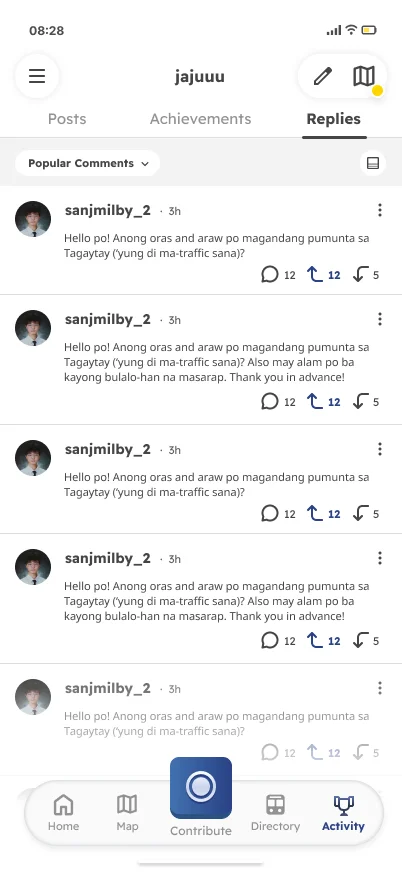 08:28
jajuuu
Posts Achievements Replies
Popular Comments
sanjmilby_2 · 3h
Hello po! Anong oras and araw po magandang pumunta sa
Tagaytay (‘yung di ma-traffic sana)?
12 12 5
sanjmilby_2 · 3h
Hello po! Anong oras and araw po magandang pumunta sa
Tagaytay (‘yung di ma-traffic sana)? Also may alam po ba
kayong bulalo-han na masarap. Thank you in advance!
12 12 5
sanjmilby_2 · 3h
Hello po! Anong oras and araw po magandang pumunta sa
Tagaytay (‘yung di ma-traffic sana)?
12 12 5
sanjmilby_2 · 3h
Hello po! Anong oras and araw po magandang pumunta sa
Tagaytay (‘yung di ma-traffic sana)? Also may alam po ba
kayong bulalo-han na masarap. Thank you in advance!
12 12 5
sanjmilby_2 · 3h
Hello po! Anong oras and araw po magandang pumunta sa
Tagaytay (‘yung di ma-traffic sana)?
12 12 5
Home Map Contribute Directory Activity